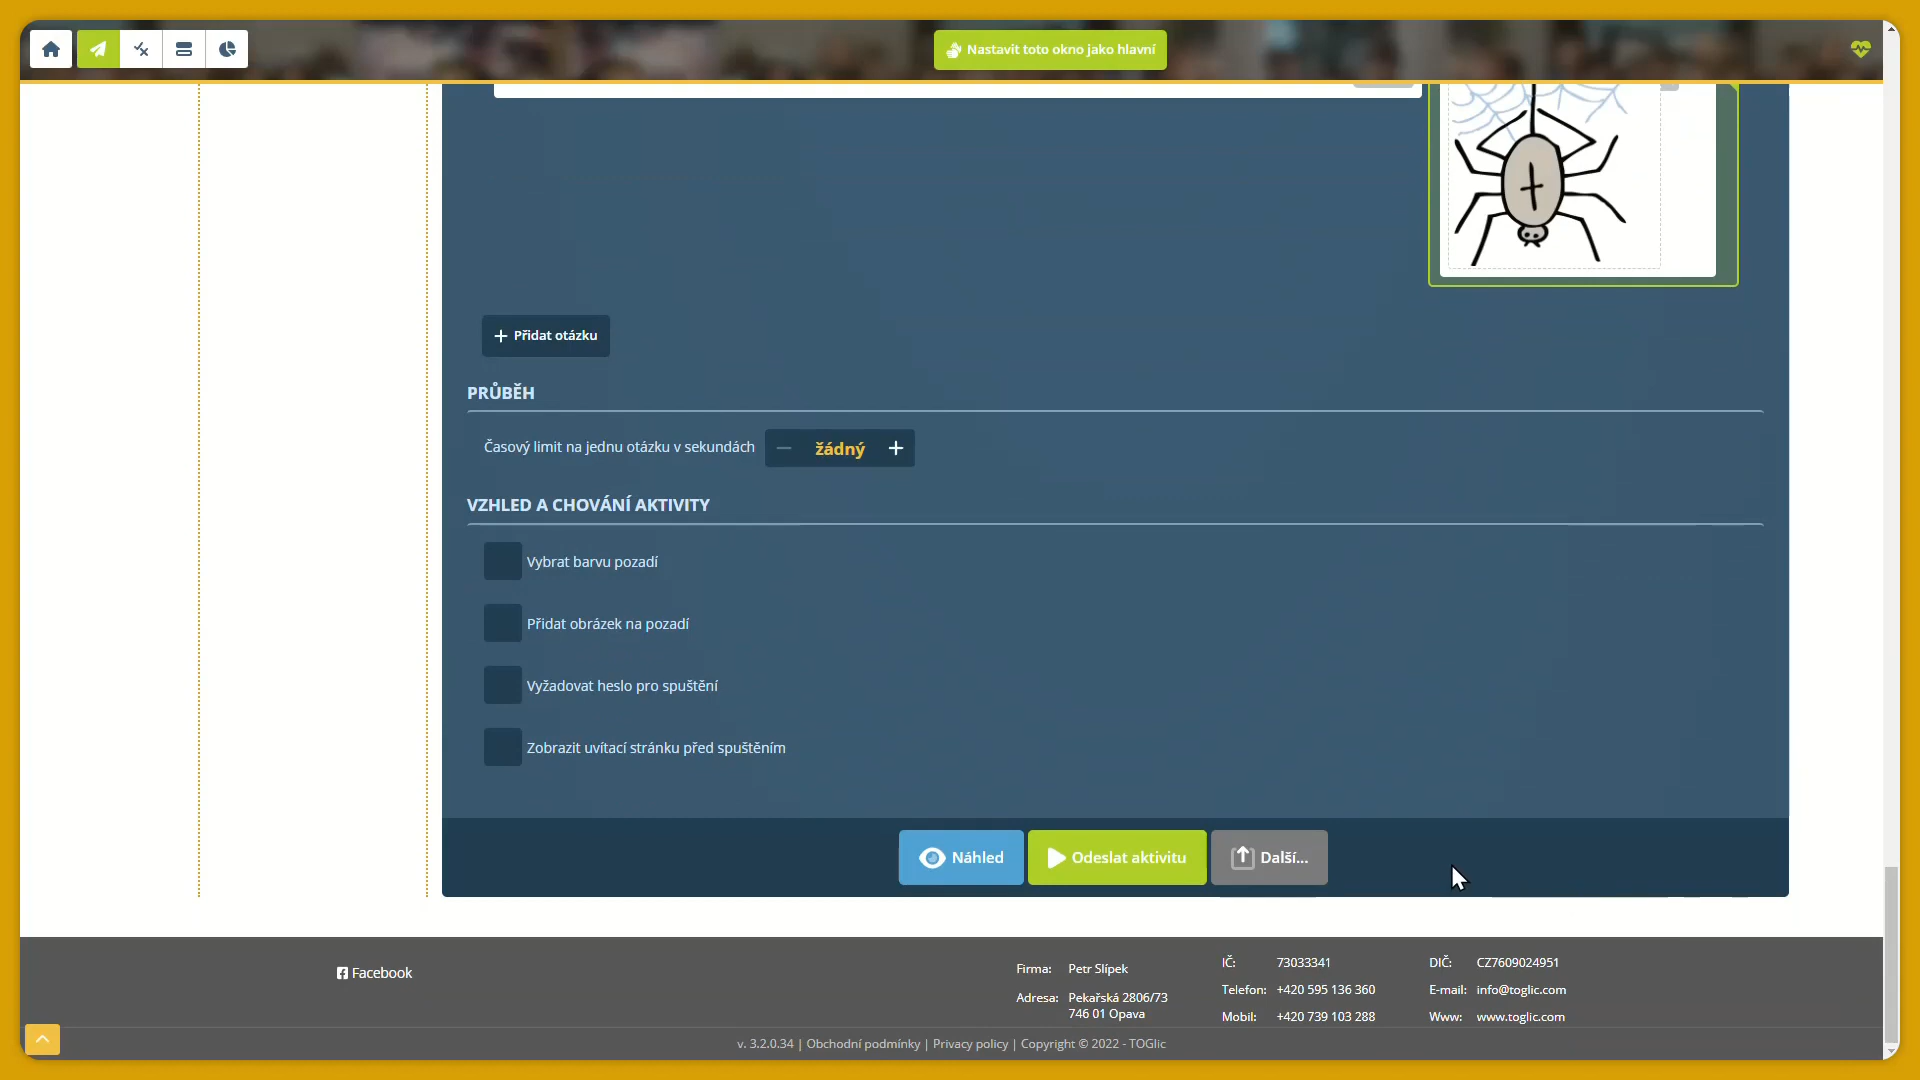 Nastavit toto okno jako hlavní
Přidat otázku
PRŮBĚH
Časový limit na jednu otázku v sekundách
žádný
VZHLED A CHOVÁNÍ AKTIVITY
Vybrat barvu pozadí
Přidat obrázek na pozadí
Vyžadovat heslo pro spuštění
Zobrazit uvítací stránku před spuštěním
Náhled
Odeslat aktivitu
Další...
Facebook
Firma: Petr Slípek
Adresa: Pekařská 2806/73
746 01 Opava
IČ: 73033341
Telefon: +420 595 136 360
Mobil: +420 739 103 288
DIČ: CZ7609024951
E-mail: info@toglic.com
Www: www.toglic.com
v. 3.2.0.34 | Obchodní podmínky | Privacy policy | Copyright © 2022 - TOGlic